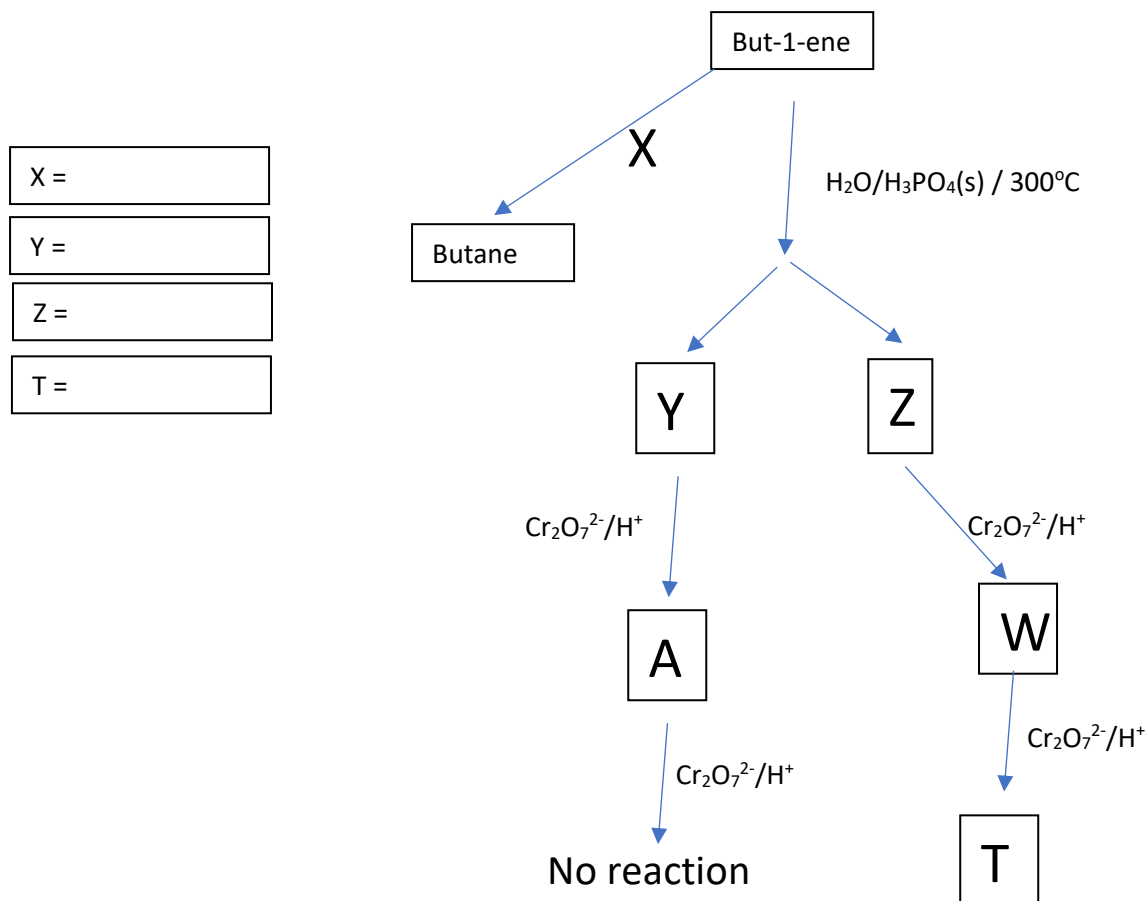 But-1-ene
X =
X
H₂O/H₃PO₄(s) / 300°C
Y =
Butane
Z =
T =
Y
Z
Cr₂O₇²⁻/H⁺
Cr₂O₇²⁻/H⁺
A
W
Cr₂O₇²⁻/H⁺
Cr₂O₇²⁻/H⁺
No reaction
T